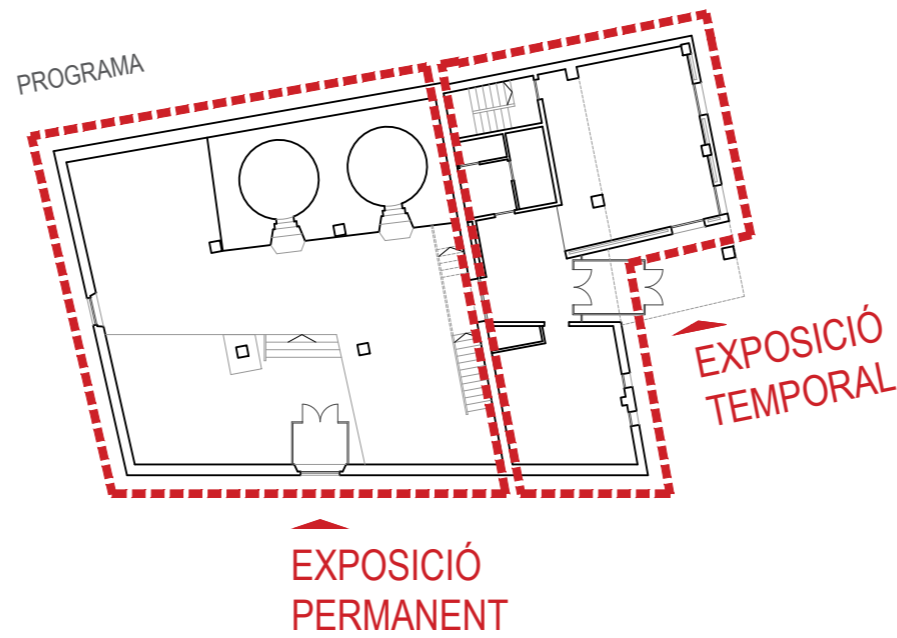 PROGRAMA
EXPOSICIÓ
TEMPORAL
EXPOSICIÓ
PERMANENT